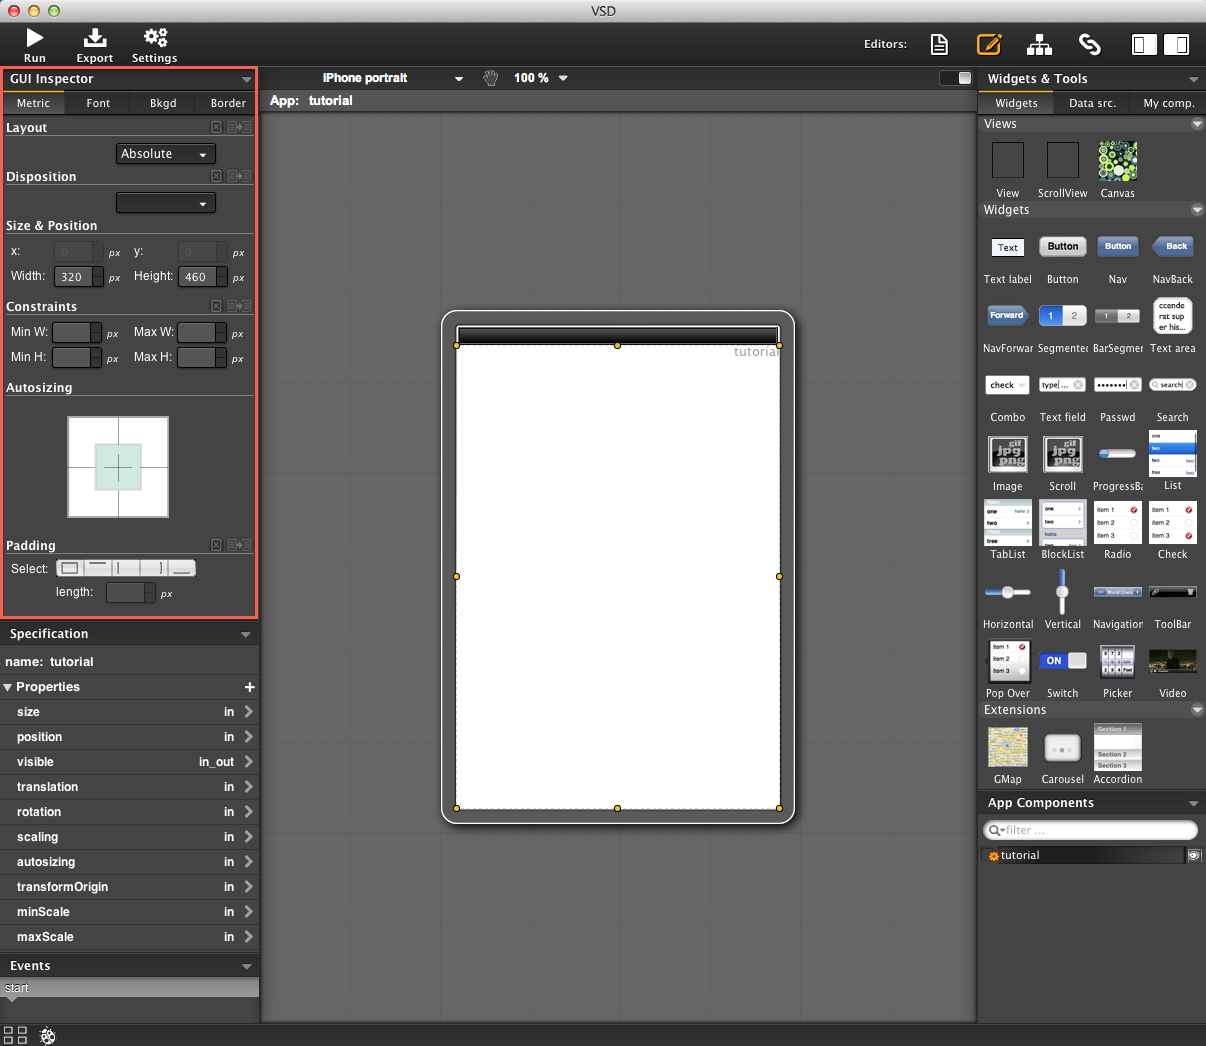 VSD
Run Export Settings Editors:
GUI Inspector iPhone portrait 100 % Widgets & Tools
Metric Font Bkgd Border App: tutorial Widgets Data src. My comp.
Layout
Absolute
Disposition
Size & Position
x: 0 px y: 0 px
Width: 320 px Height: 460 px
Constraints
Min W: px Max W: px
Min H: px Max H: px
Autosizing
Padding
Select:
length: px
Specification
name: tutorial
Properties +
size in
position in
visible in_out
translation in
rotation in
scaling in
autosizing in
transformOrigin in
minScale in
maxScale in
Events
start
tutorial
Views
View ScrollView Canvas
Widgets
Text Button Button Back
Text label Button Nav NavBack
Forward 1 2 1 2 ccende
rat sup
er his...
NavForwar Segmented BarSegmer Text area
check type|... search
Combo Text field Passwd Search
gif jpg png gif jpg png one
two
two two
tree two
Image Scroll ProgressBa List
one hoho one item 1 item 1
two two item 2 item 2
tree hoho item 3 item 3
TabList BlockList Radio Check
World Clock
Horizontal Vertical Navigation ToolBar
item 1
item 2 ON
item 3
Pop Over Switch Picker Video
Extensions
Section 1
Section 2
Section 3
GMap Carousel Accordion
App Components
filter ...
tutorial